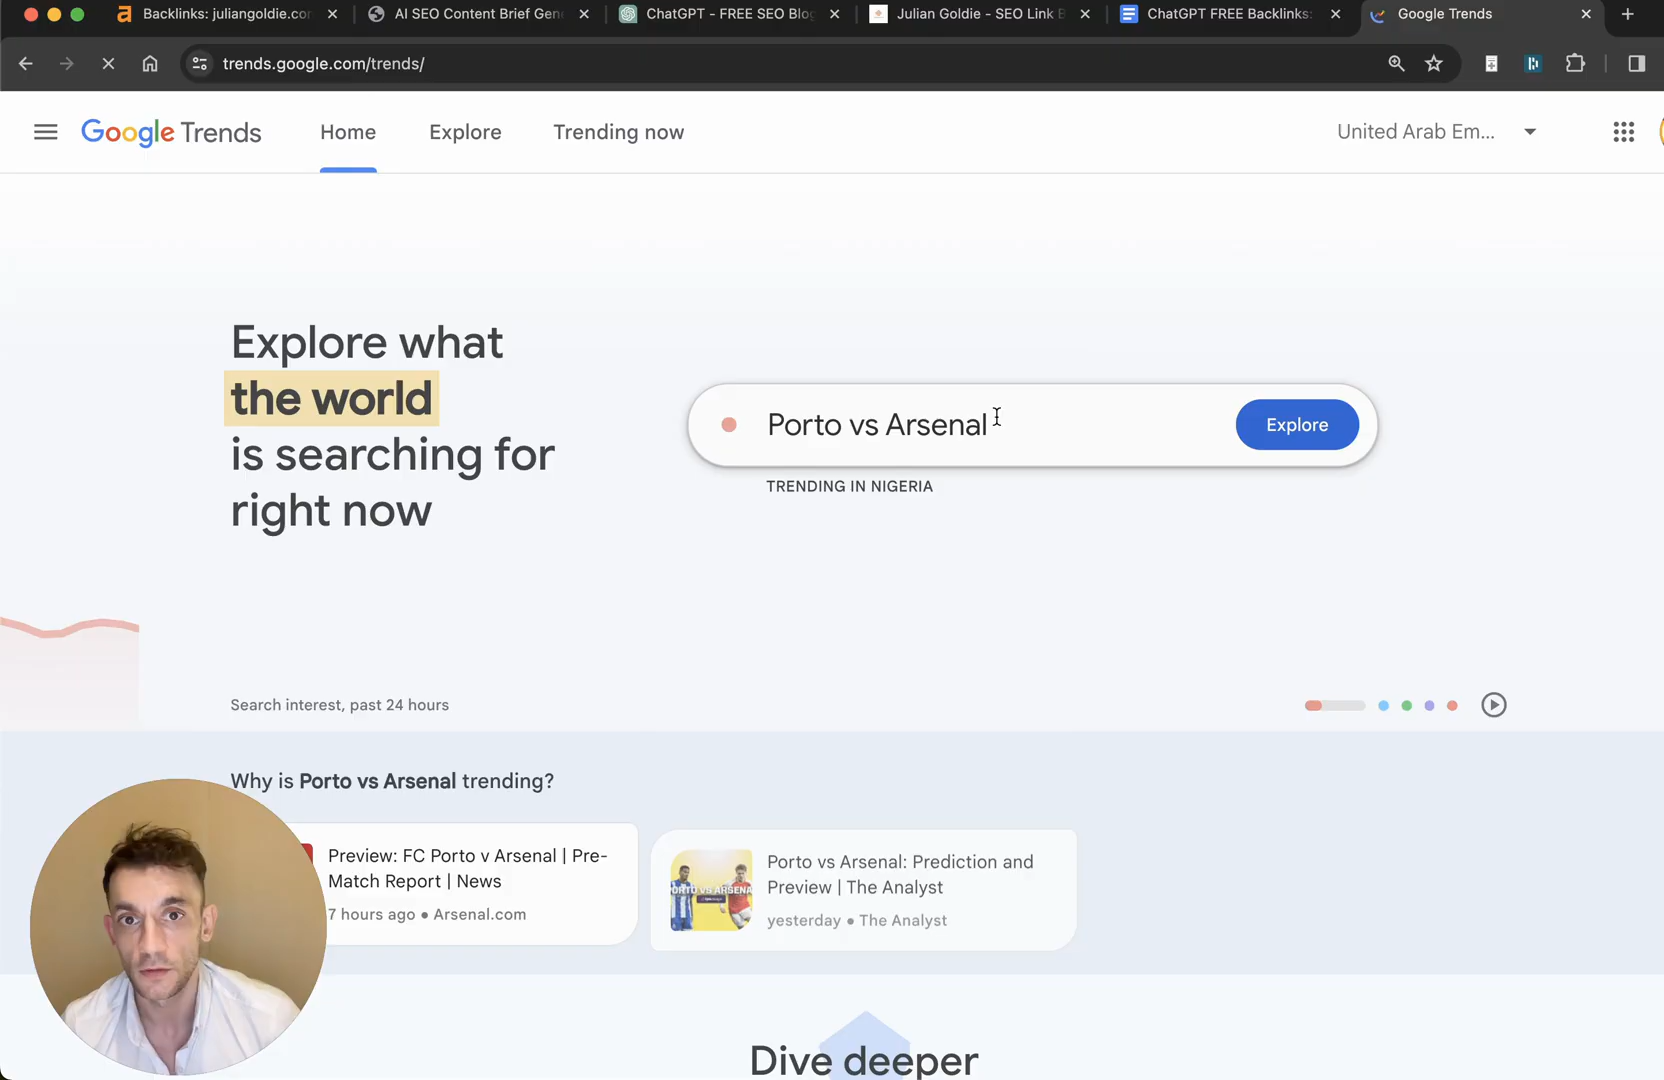 Backlinks: juliangoldie.co
AI SEO Content Brief Gen
ChatGPT - FREE SEO Blo
Julian Goldie - SEO Link B
ChatGPT FREE Backlinks:
Google Trends
trends.google.com/trends/
Google Trends
Home
Explore
Trending now
United Arab Em...
Explore what
the world
is searching for
right now
Porto vs Arsenal
Explore
TRENDING IN NIGERIA
Search interest, past 24 hours
Why is Porto vs Arsenal trending?
Preview: FC Porto v Arsenal | Pre-
Match Report | News
7 hours ago • Arsenal.com
PORTO VS ARSENA
Porto vs Arsenal: Prediction and
Preview | The Analyst
yesterday • The Analyst
Dive deeper